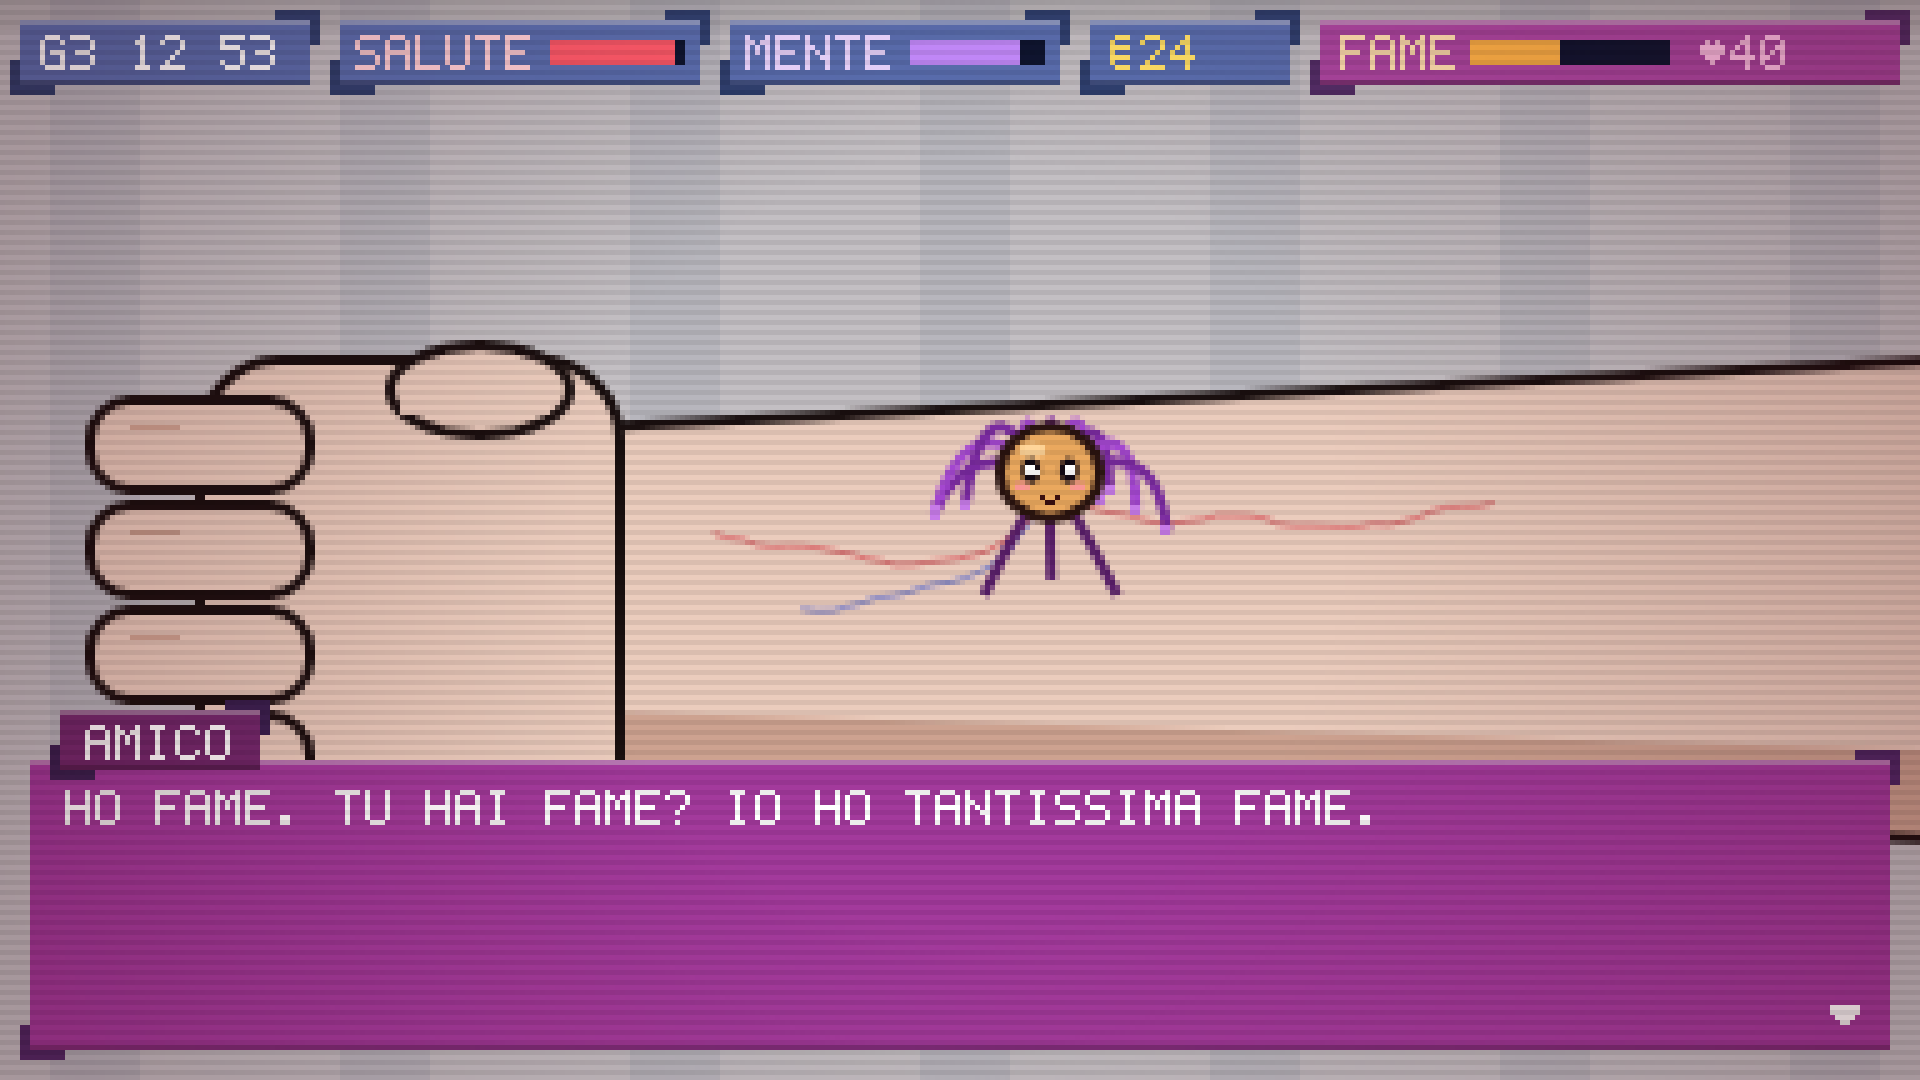 G3 12 53
SALUTE
MENTE
€24
FAME
♥40
AMICO
HO FAME. TU HAI FAME? IO HO TANTISSIMA FAME.